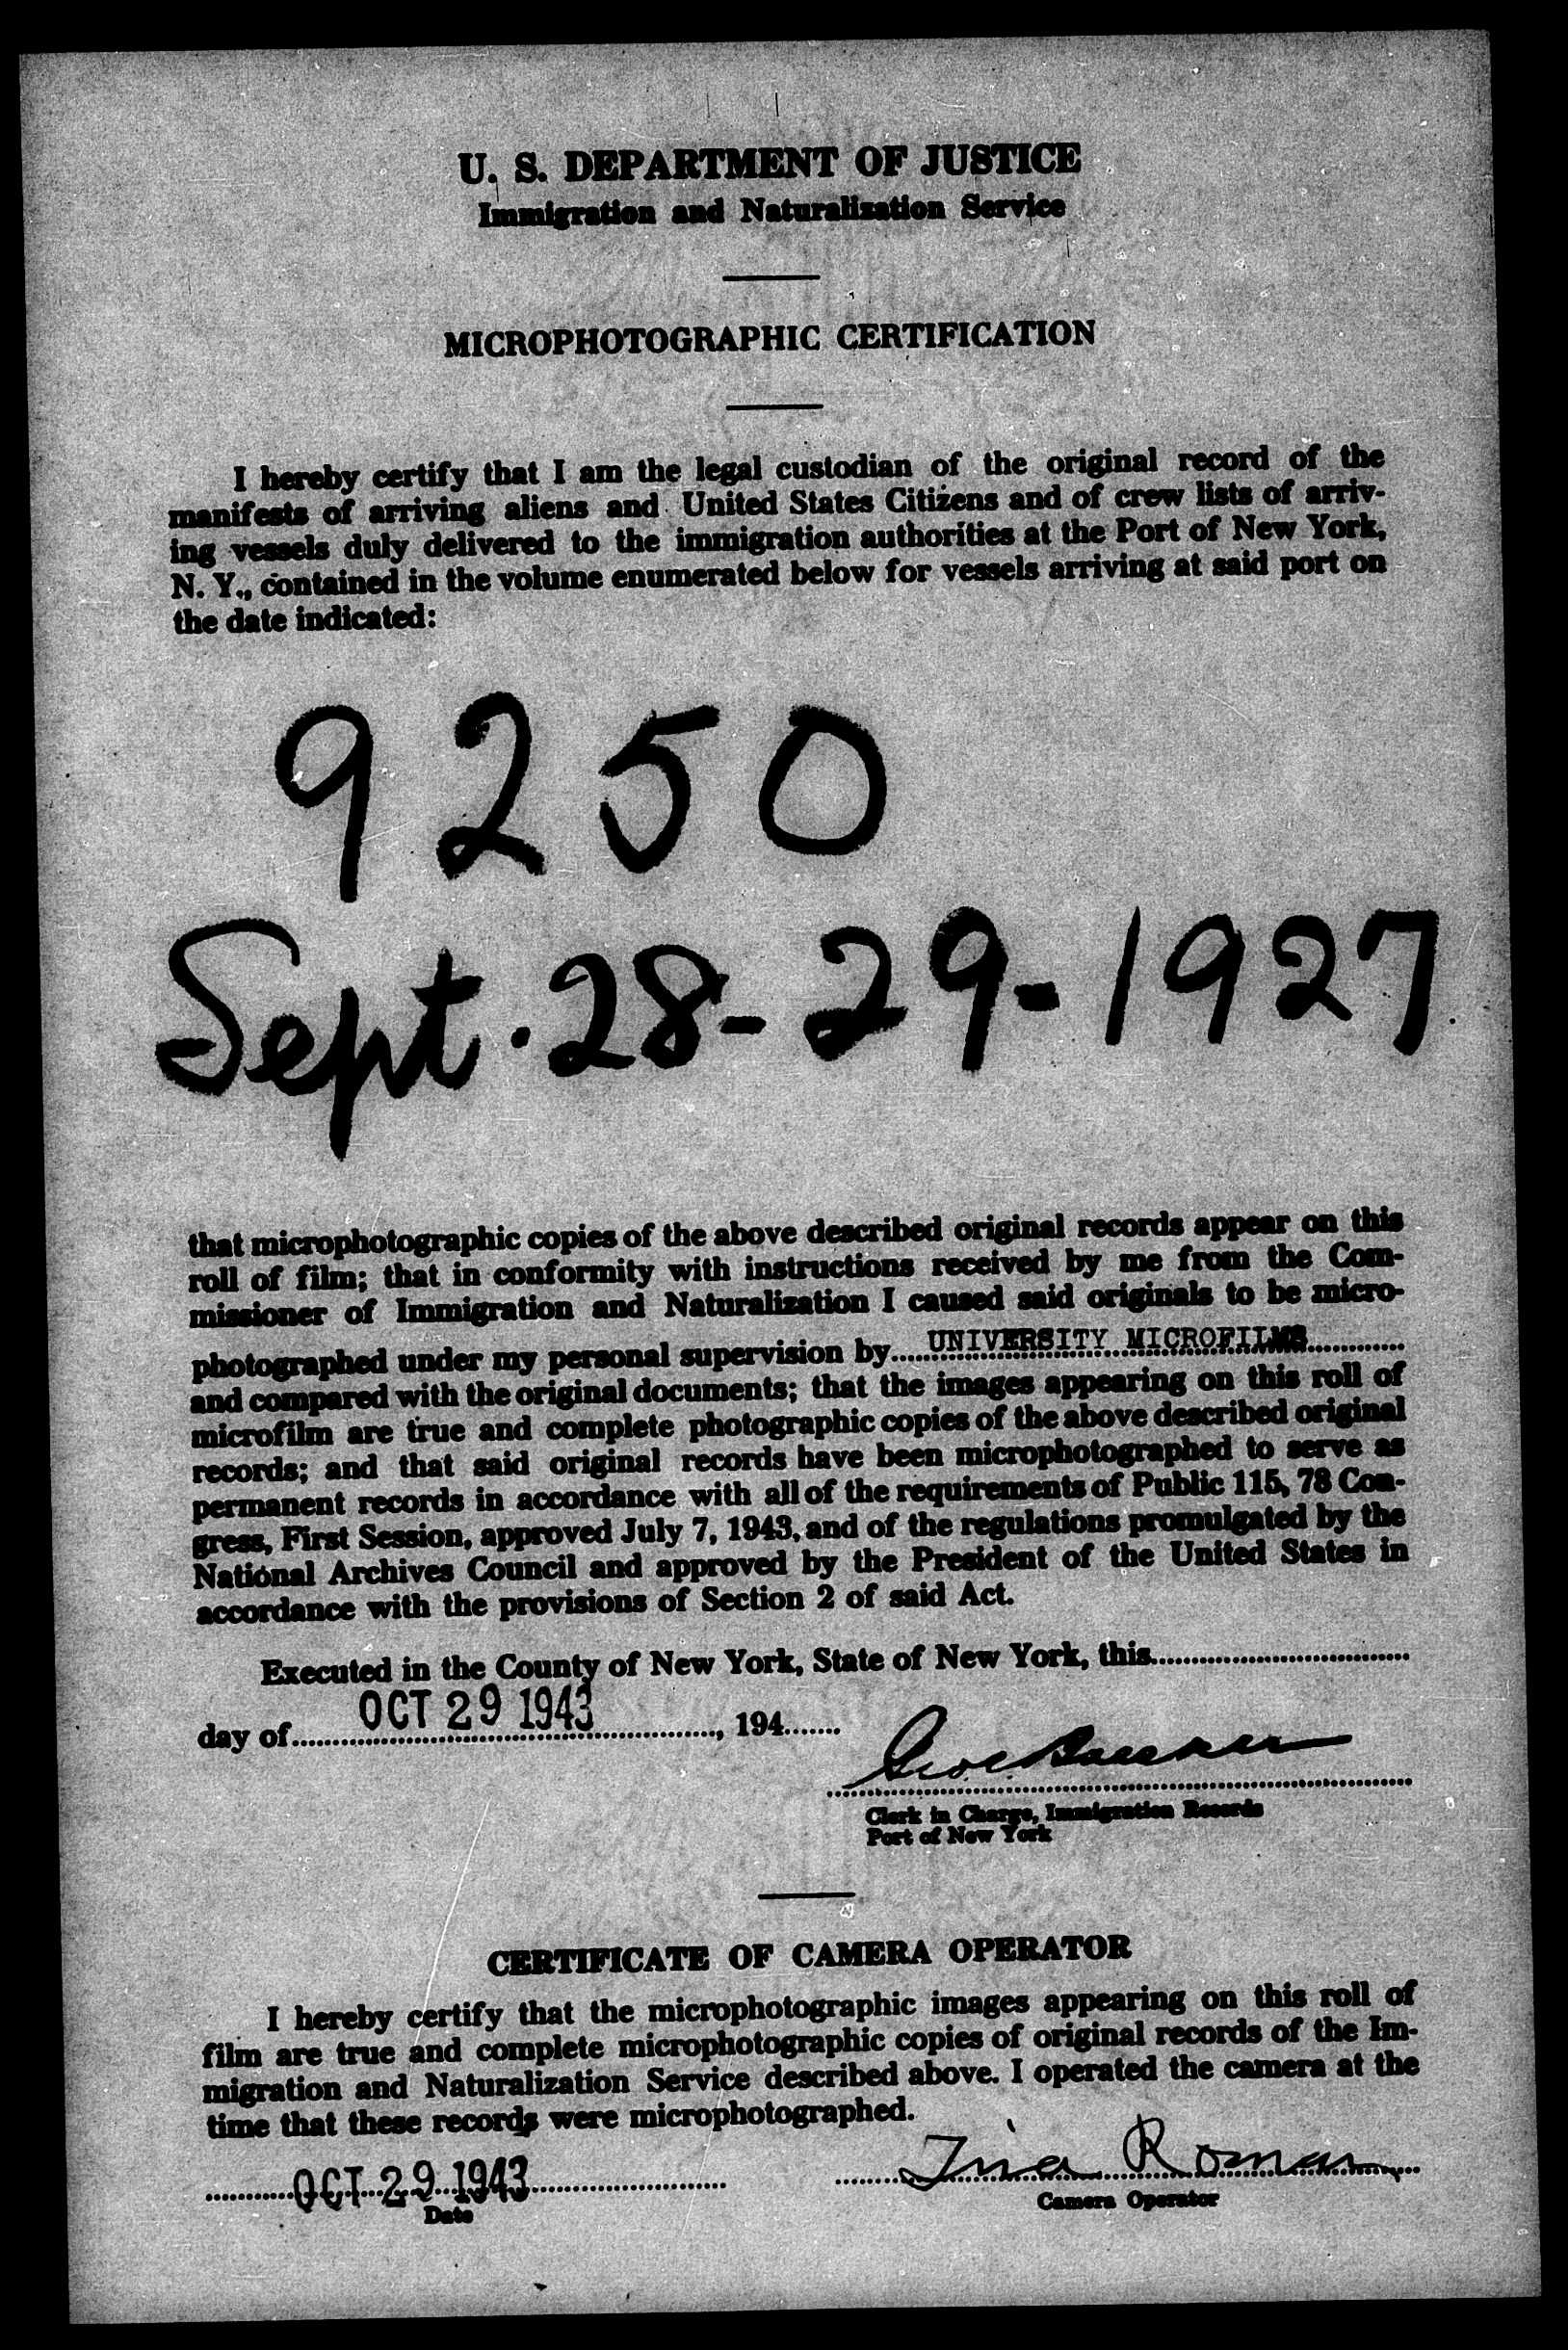 U. S. DEPARTMENT OF JUSTICE
Immigration and Naturalization Service
MICROPHOTOGRAPHIC CERTIFICATION
I hereby certify that I am the legal custodian of the original record of the
manifests of arriving aliens and United States Citizens and of crew lists of arriv-
ing vessels duly delivered to the immigration authorities at the Port of New York,
N. Y., contained in the volume enumerated below for vessels arriving at said port on
the date indicated:
9250
Sept. 28-29-1927
that microphotographic copies of the above described original records appear on this
roll of film; that in conformity with instructions received by me from the Com-
missioner of Immigration and Naturalization I caused said originals to be micro-
photographed under my personal supervision by UNIVERSITY MICROFILMS
and compared with the original documents; that the images appearing on this roll of
microfilm are true and complete photographic copies of the above described original
records; and that said original records have been microphotographed to serve as
permanent records in accordance with all of the requirements of Public 115, 78 Con-
gress, First Session, approved July 7, 1943, and of the regulations promulgated by the
National Archives Council and approved by the President of the United States in
accordance with the provisions of Section 2 of said Act.
Executed in the County of New York, State of New York, this
day of OCT 29 1943, 194
Clerk in Charge, Immigration Records
Port of New York
CERTIFICATE OF CAMERA OPERATOR
I hereby certify that the microphotographic images appearing on this roll of
film are true and complete microphotographic copies of original records of the Im-
migration and Naturalization Service described above. I operated the camera at the
time that these records were microphotographed.
OCT 29 1943 Tina Roman
Date Camera Operator